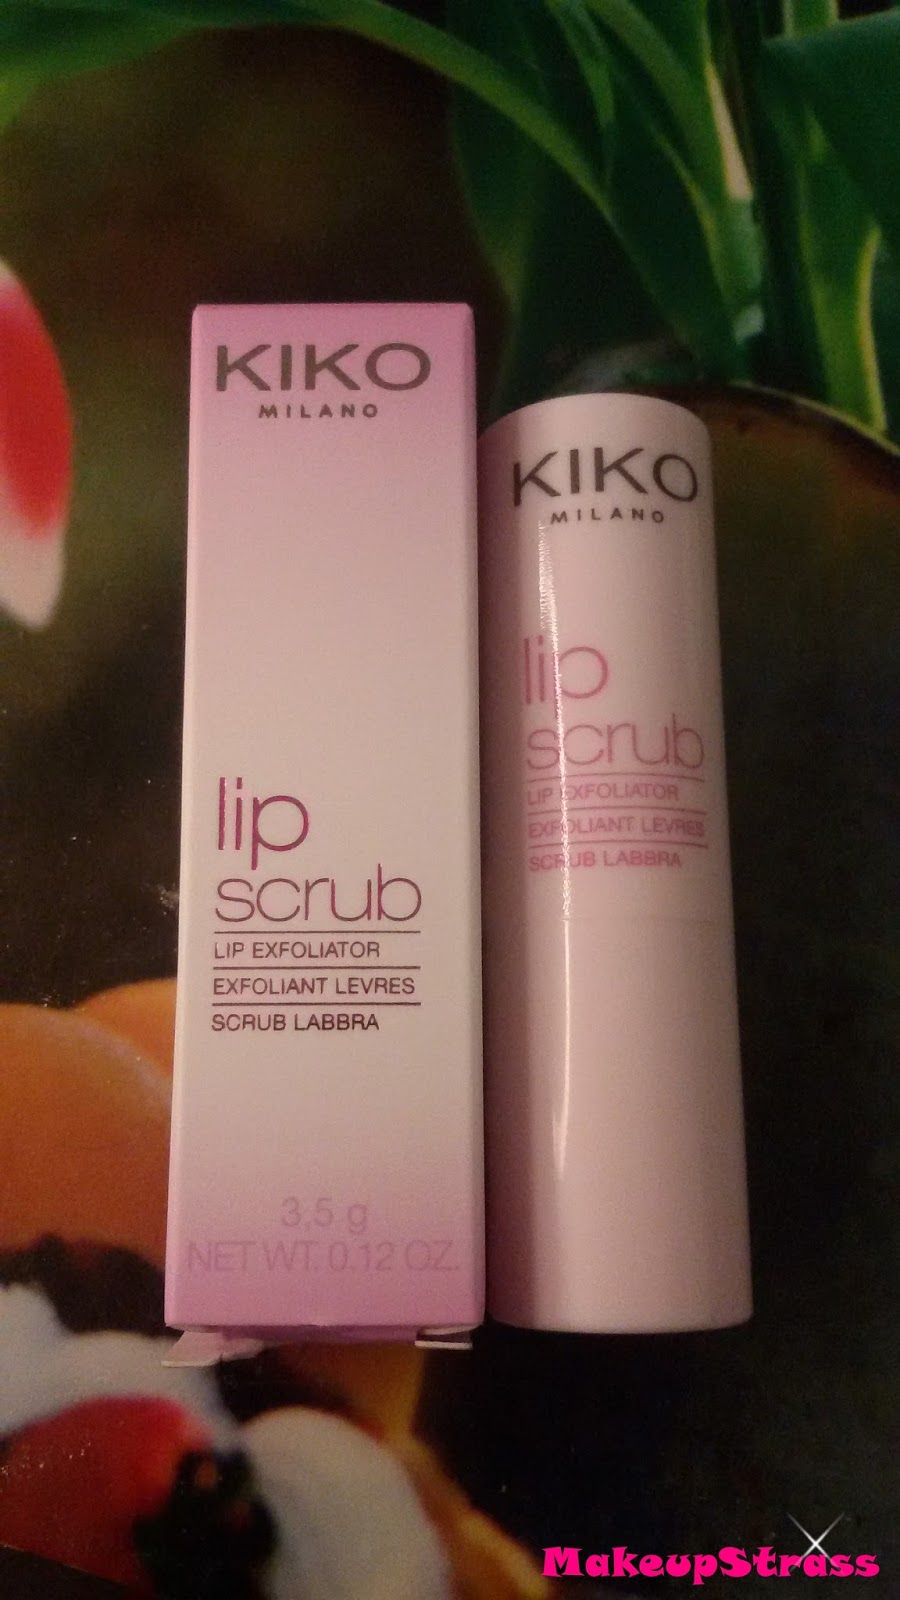 KIKO
MILANO
lip
scrub
LIP EXFOLIATOR
EXFOLIANT LEVRES
SCRUB LABBRA
3,5 g
NET WT. 0.12 OZ.
KIKO
MILANO
lip
scrub
LIP EXFOLIATOR
EXFOLIANT LEVRES
SCRUB LABBRA
MakeupStrass